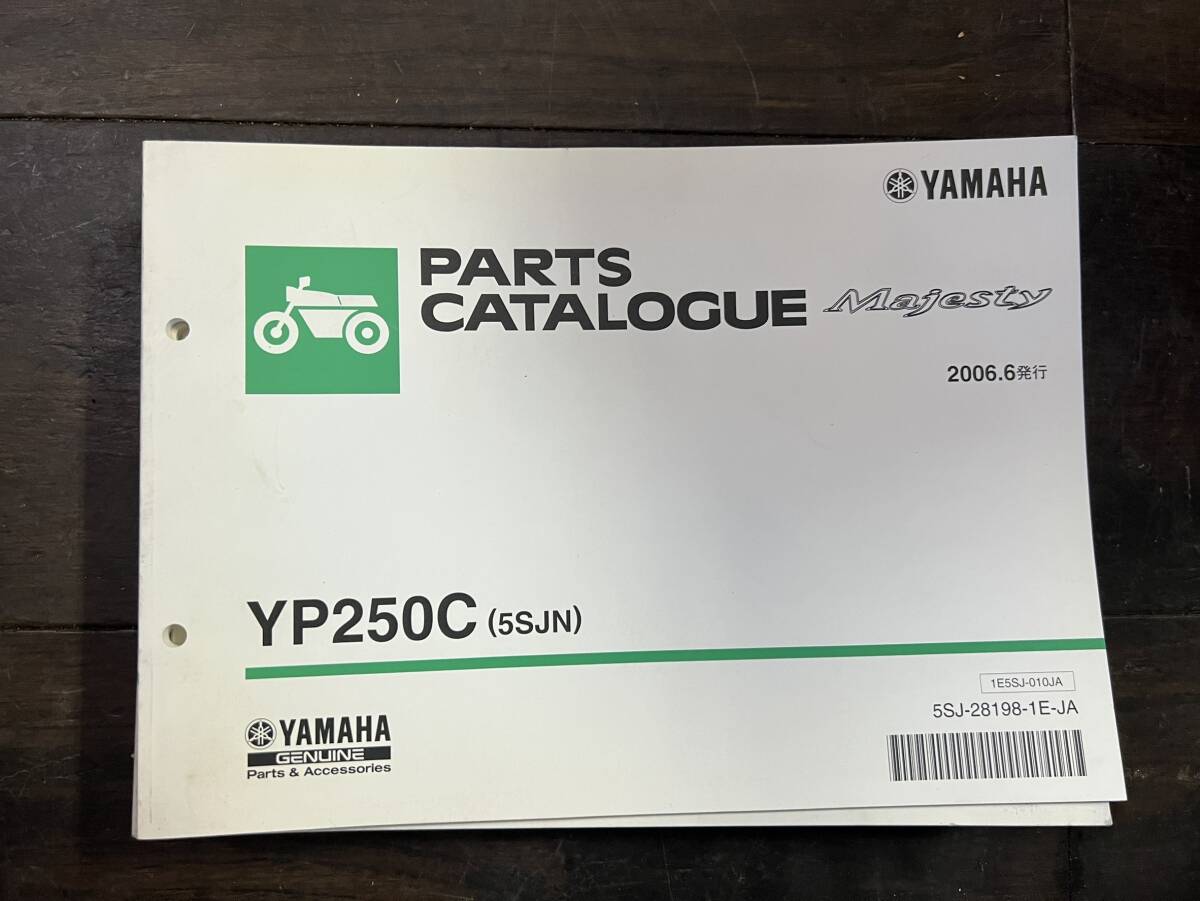 YAMAHA
PARTS
CATALOGUE Majesty
2006.6発行
YP250C (5SJN)
1E5SJ-010JA
5SJ-28198-1E-JA
YAMAHA
GENUINE
Parts & Accessories